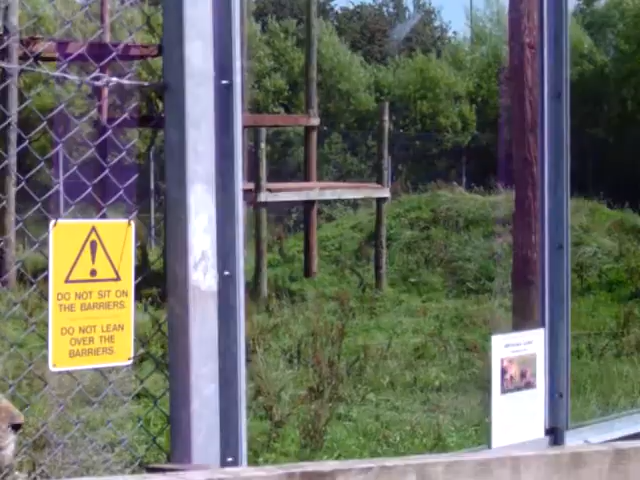 DO NOT SIT ON
THE BARRIERS.
DO NOT LEAN
OVER THE
BARRIERS